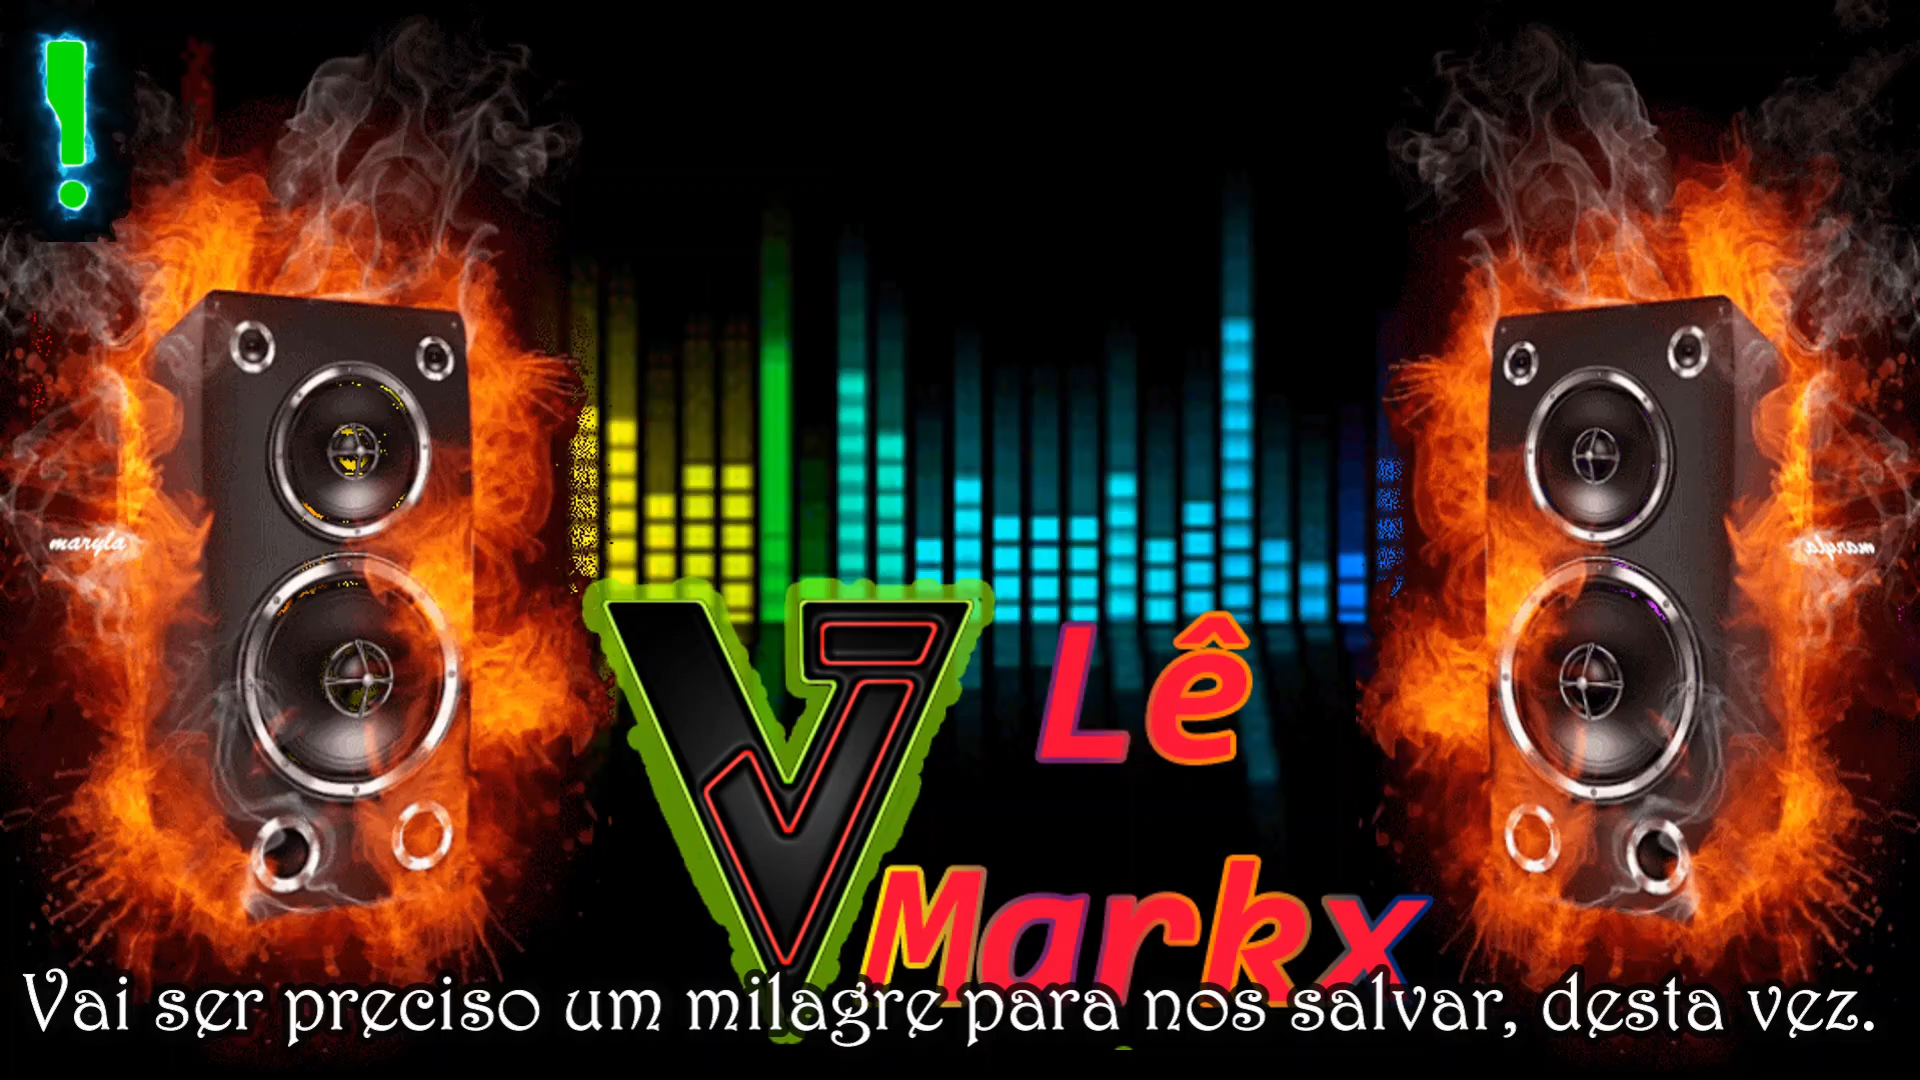 !
maryla
maryla
Vj Lê
Markx
Vai ser preciso um milagre para nos salvar, desta vez.